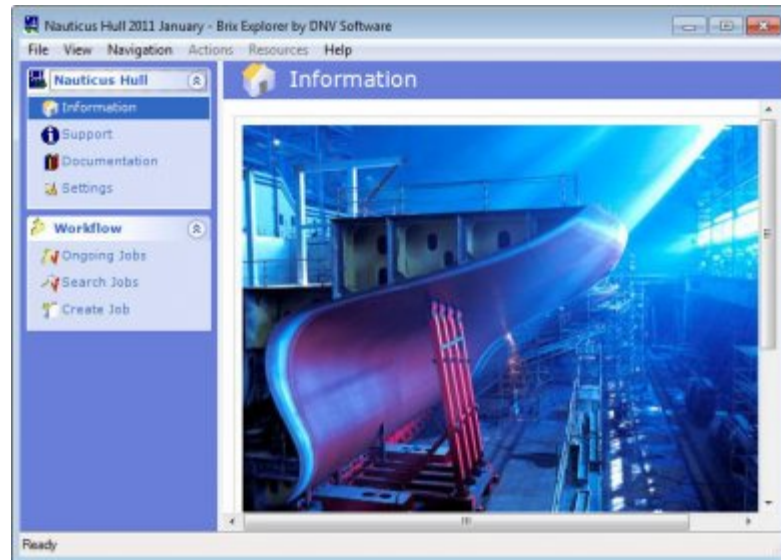 Nauticus Hull 2011 January - Brix Explorer by DNV Software
File View Navigation Actions Resources Help
Nauticus Hull
Information
Support
Documentation
Settings
Workflow
Ongoing Jobs
Search Jobs
Create Job
Information
Ready